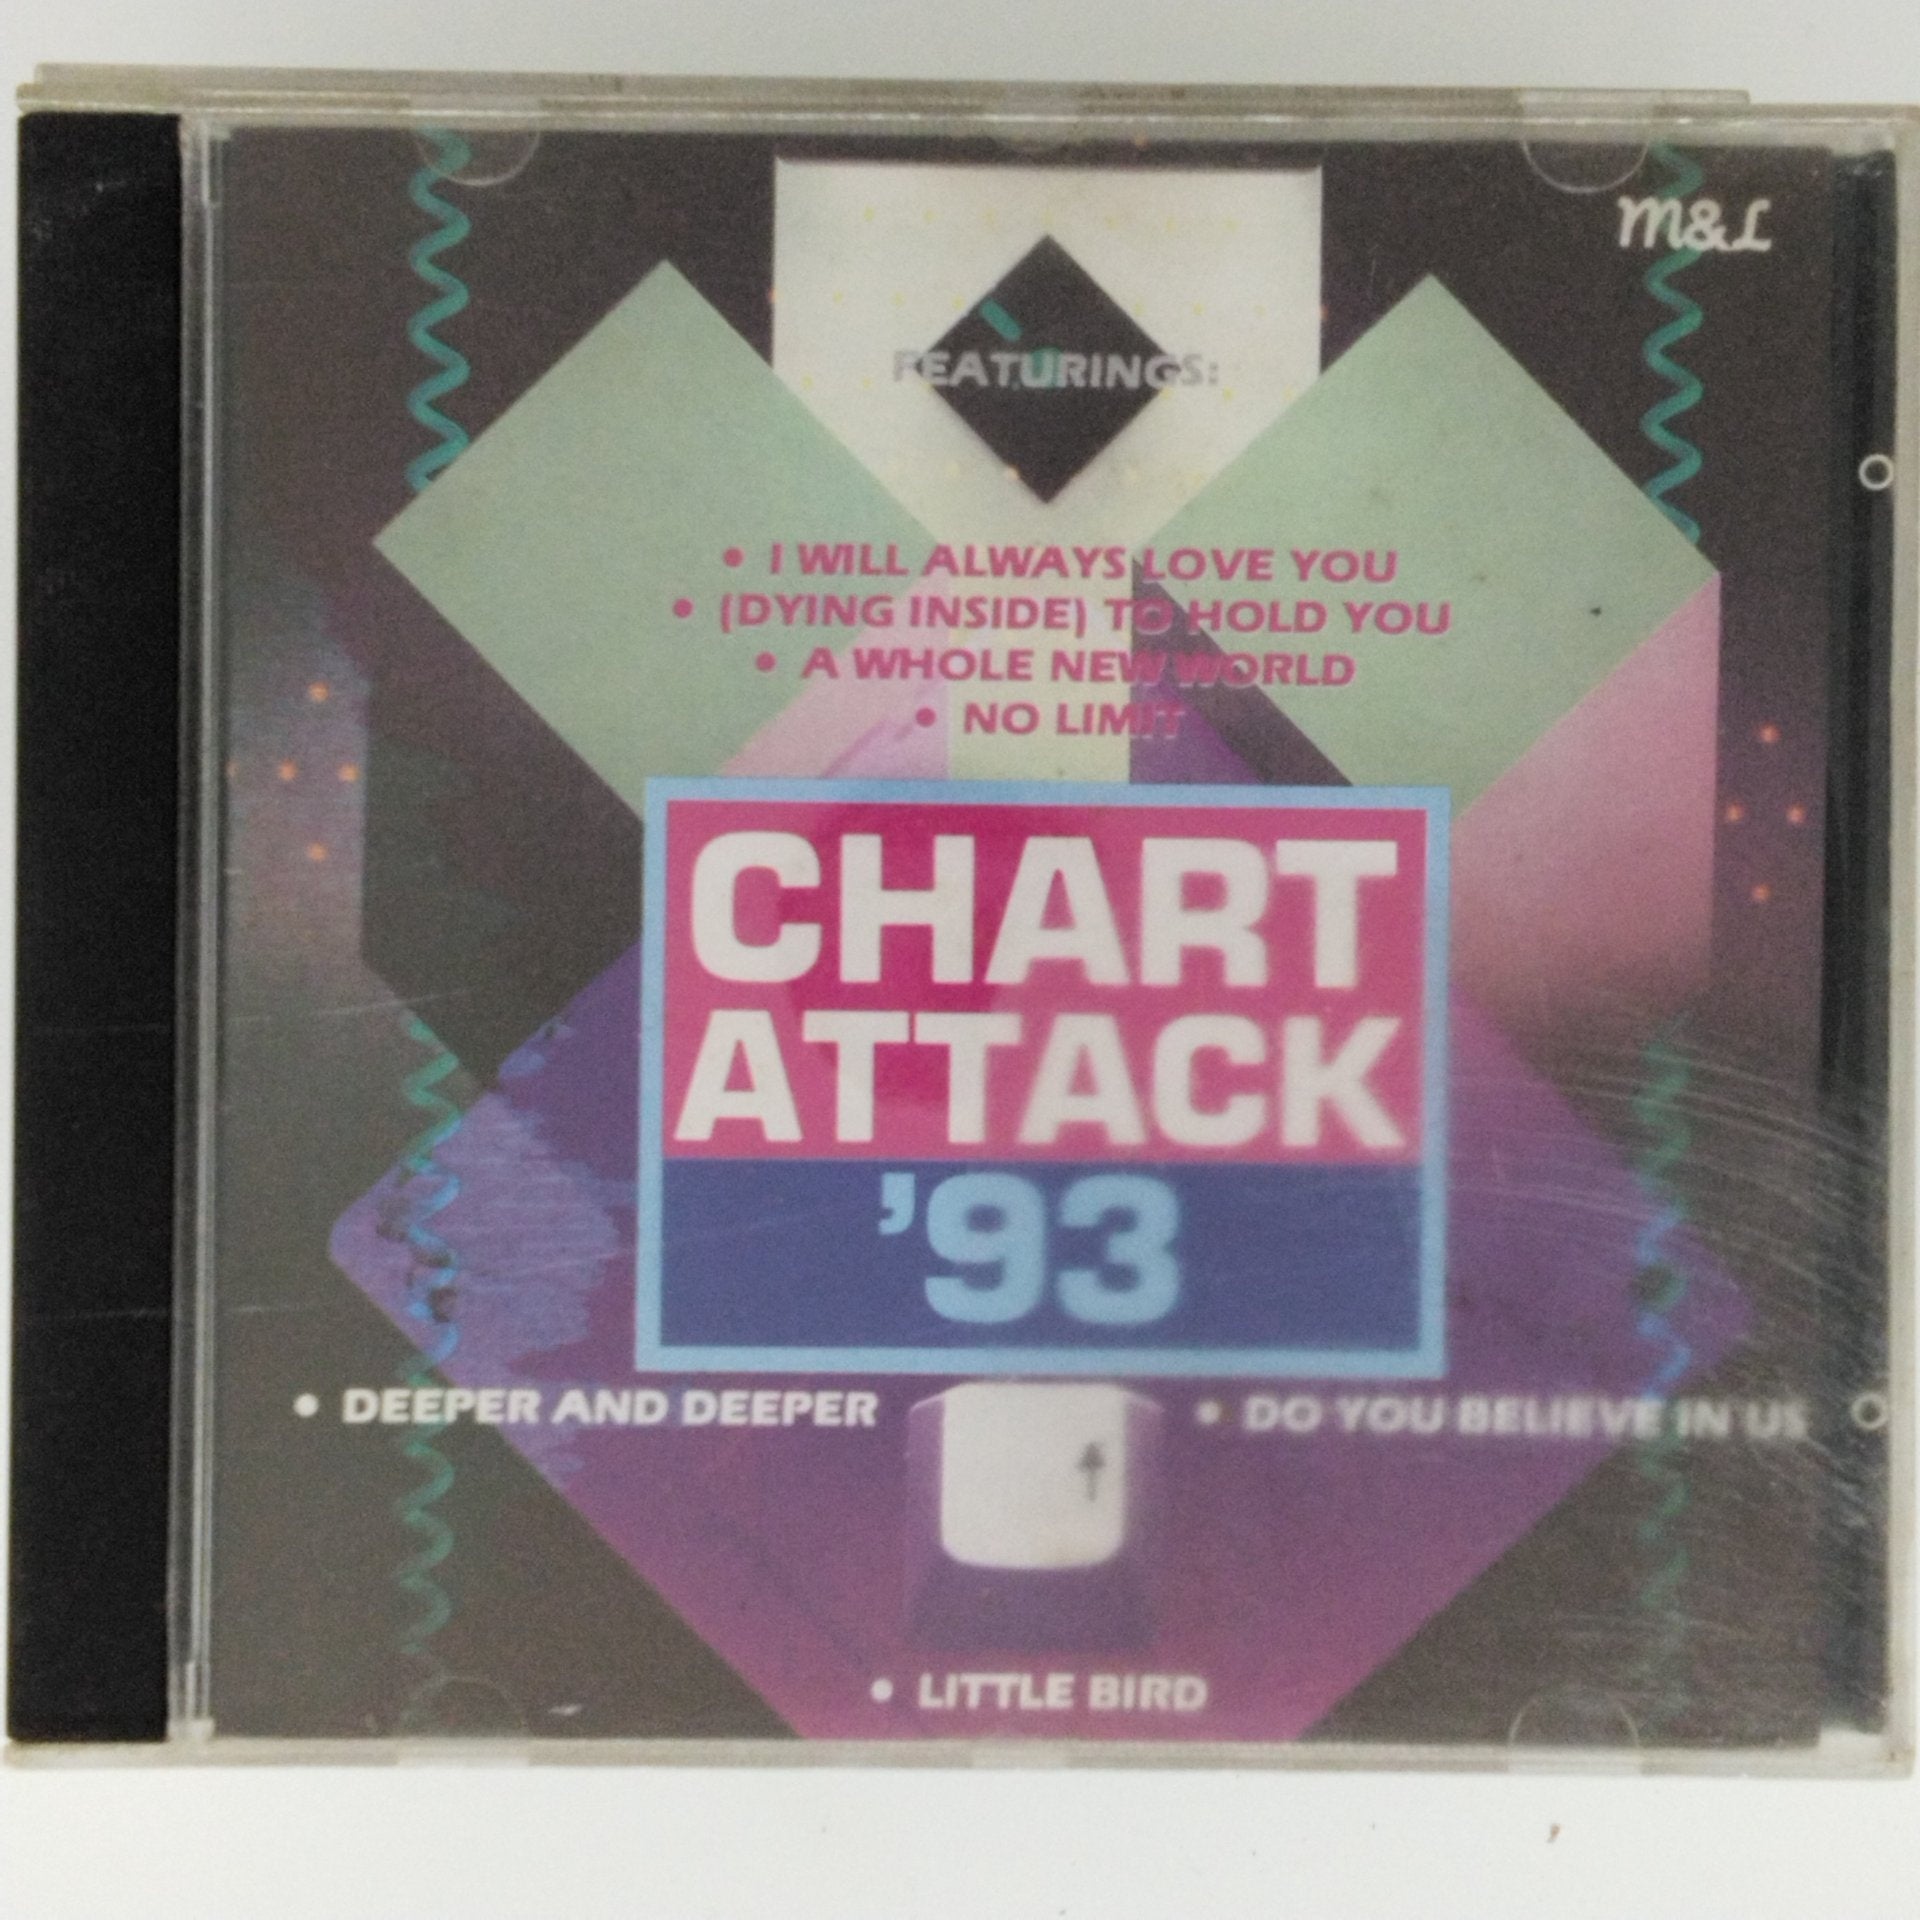 M&L
FEATURINGS:
• I WILL ALWAYS LOVE YOU
• (DYING INSIDE) TO HOLD YOU
• A WHOLE NEW WORLD
• NO LIMIT
CHART
ATTACK
'93
• DEEPER AND DEEPER
• DO YOU BELIEVE IN US
• LITTLE BIRD